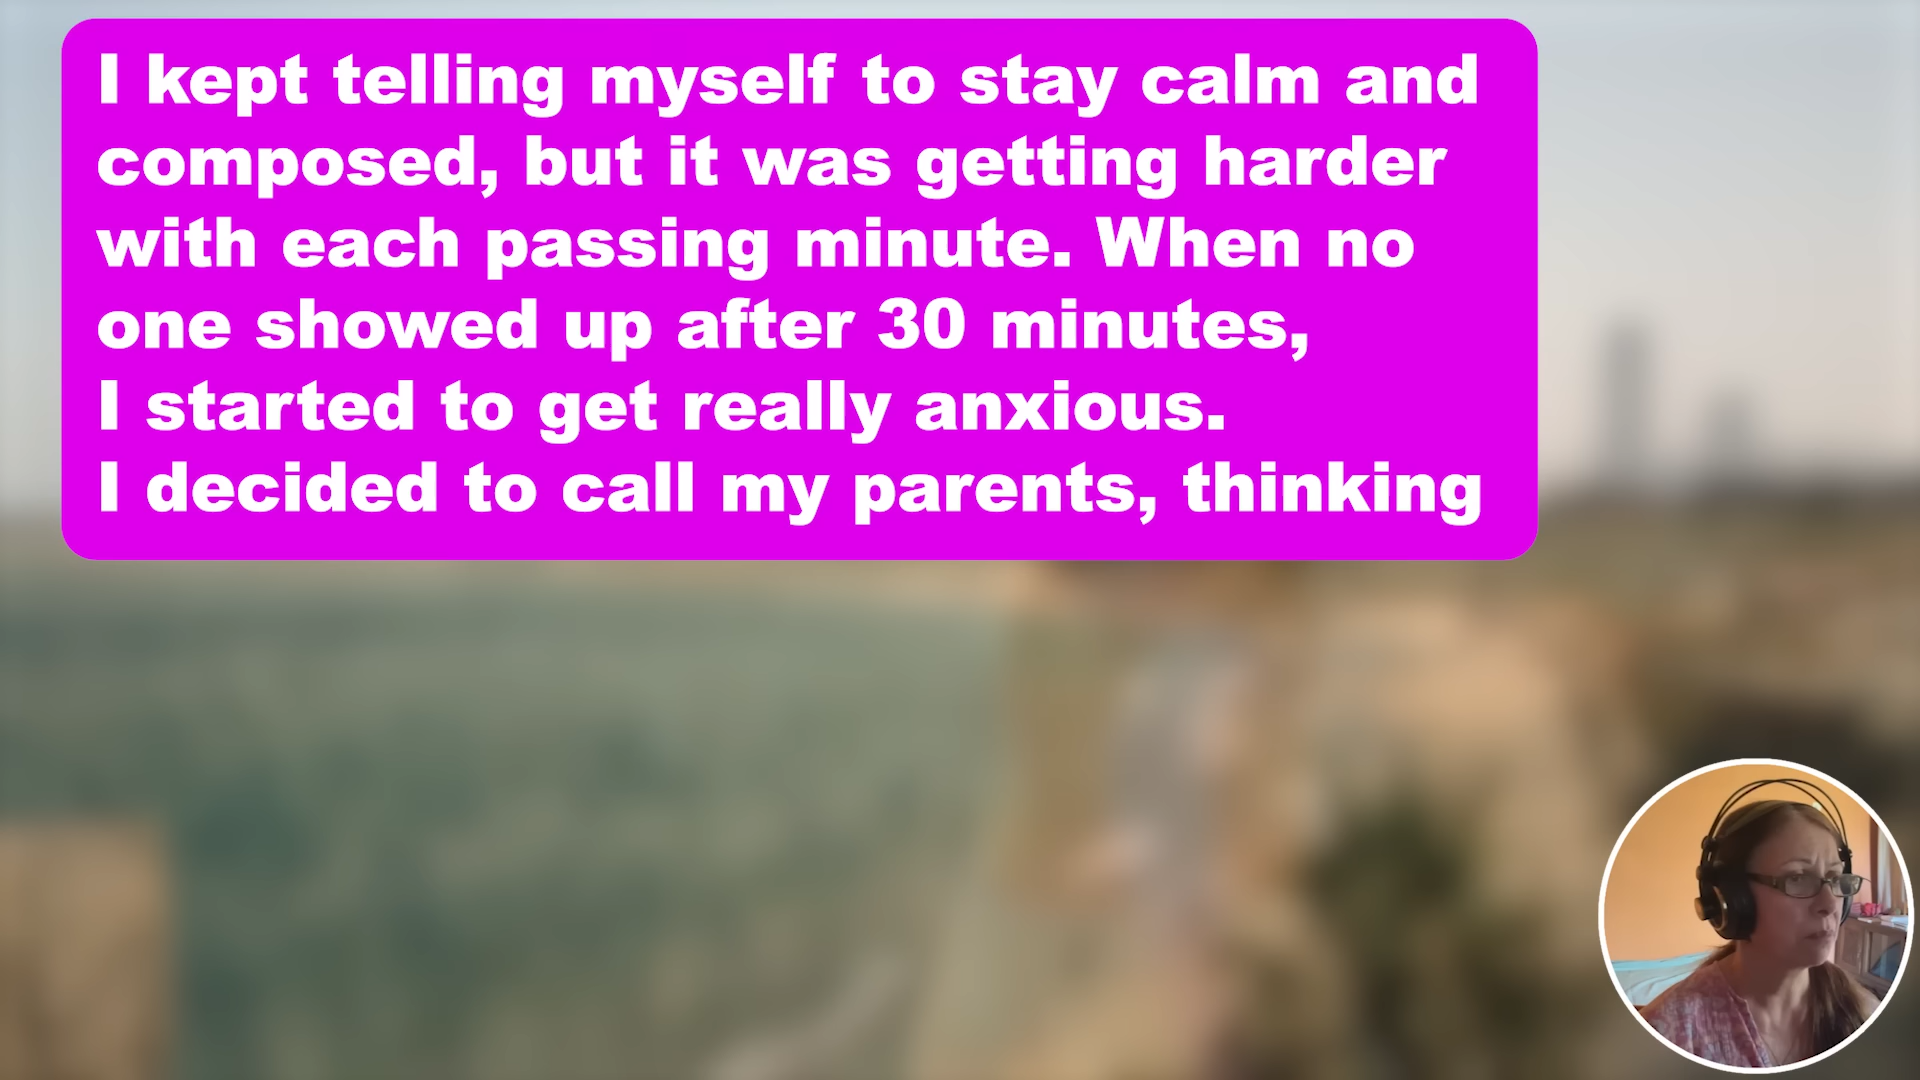 I kept telling myself to stay calm and
composed, but it was getting harder
with each passing minute. When no
one showed up after 30 minutes,
I started to get really anxious.
I decided to call my parents, thinking